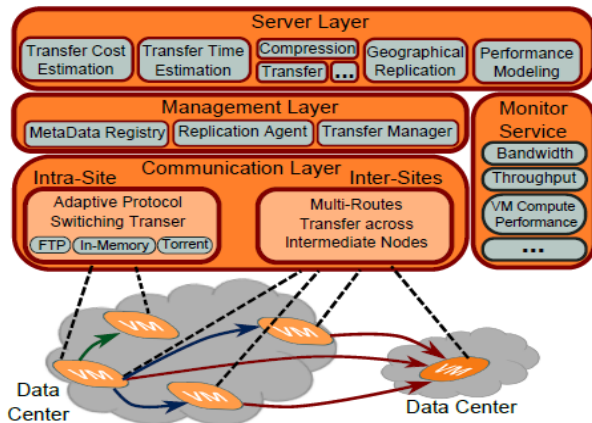 Server Layer
Transfer Cost
Estimation
Transfer Time
Estimation
Compression
Transfer
...
Geographical
Replication
Performance
Modeling
Management Layer
MetaData Registry
Replication Agent
Transfer Manager
Monitor
Service
Bandwidth
Throughput
VM Compute
Performance
...
Communication Layer
Intra-Site
Inter-Sites
Adaptive Protocol
Switiching Transer
FTP
In-Memory
Torrent
Multi-Routes
Transfer across
Intermediate Nodes
VM
VM
VM
VM
VM
Data
Center
Data Center